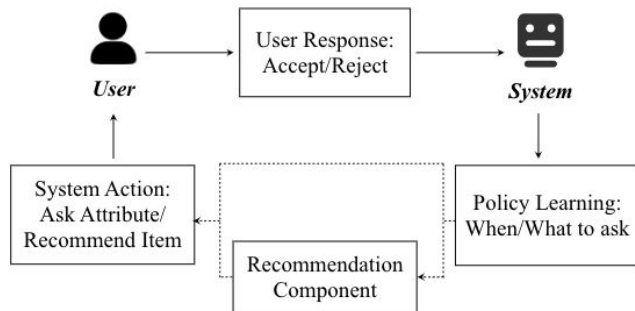 User Response:
Accept/Reject
User
System
System Action:
Ask Attribute/
Recommend Item
Policy Learning:
When/What to ask
Recommendation
Component